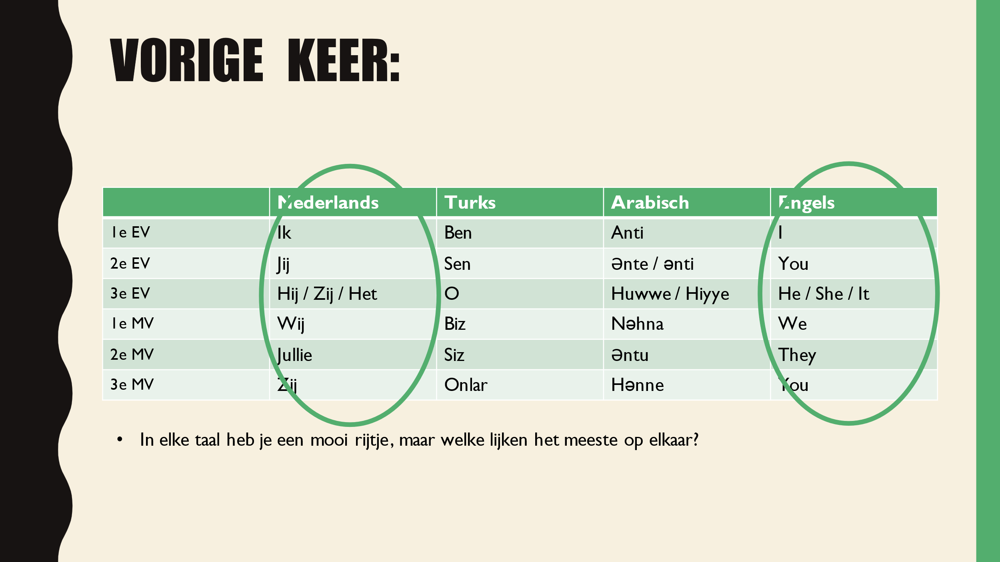 VORIGE KEER:
Nederlands Turks Arabisch Engels
1e EV Ik Ben Anti I
2e EV Jij Sen Ənte / ənti You
3e EV Hij / Zij / Het O Huwwe / Hiyye He / She / It
1e MV Wij Biz Nəhna We
2e MV Jullie Siz Əntu They
3e MV Zij Onlar Hənne You
• In elke taal heb je een mooi rijtje, maar welke lijken het meeste op elkaar?